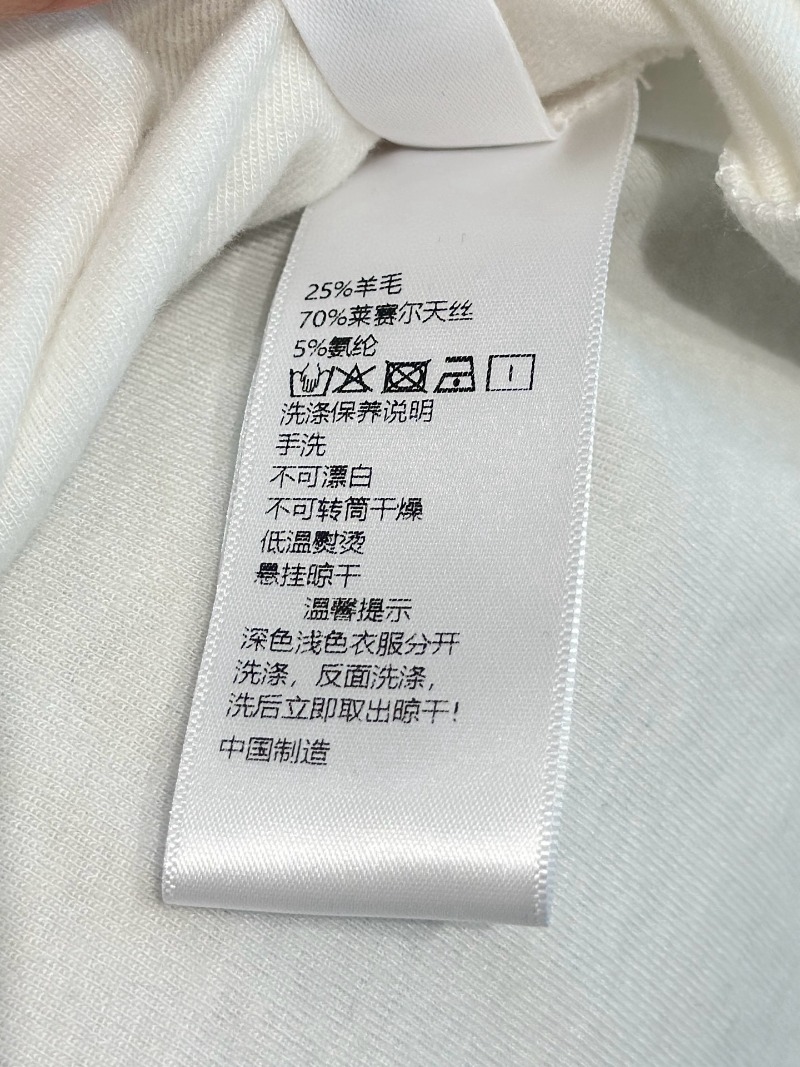 25%羊毛
70%莱赛尔天丝
5%氨纶
洗涤保养说明
手洗
不可漂白
不可转筒干燥
低温熨烫
悬挂晾干
温馨提示
深色浅色衣服分开
洗涤，反面洗涤，
洗后立即取出晾干！
中国制造